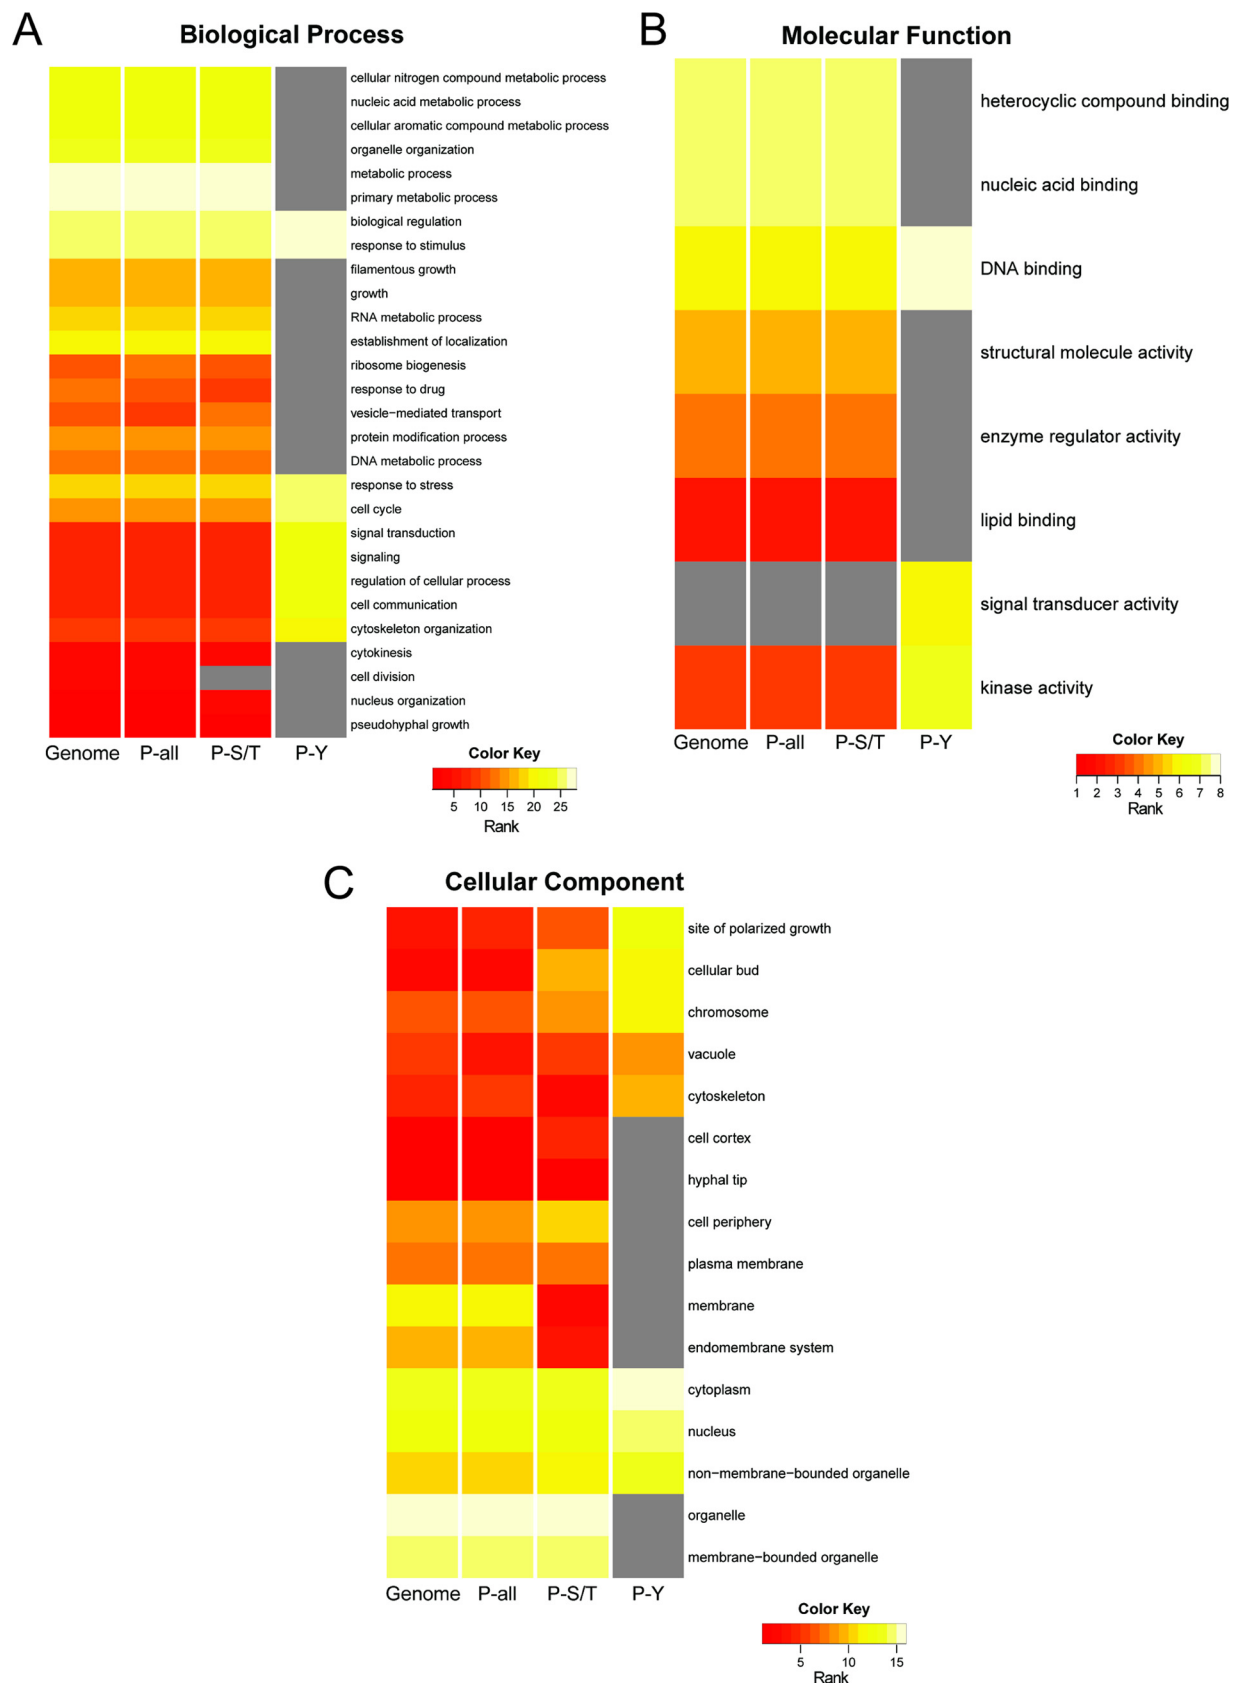 A
Biological Process
cellular nitrogen compound metabolic process
nucleic acid metabolic process
cellular aromatic compound metabolic process
organelle organization
metabolic process
primary metabolic process
biological regulation
response to stimulus
filamentous growth
growth
RNA metabolic process
establishment of localization
ribosome biogenesis
response to drug
vesicle−mediated transport
protein modification process
DNA metabolic process
response to stress
cell cycle
signal transduction
signaling
regulation of cellular process
cell communication
cytoskeleton organization
cytokinesis
cell division
nucleus organization
pseudohyphal growth
Genome P-all P-S/T P-Y
Color Key
5 10 15 20 25
Rank
B
Molecular Function
heterocyclic compound binding
nucleic acid binding
DNA binding
structural molecule activity
enzyme regulator activity
lipid binding
signal transducer activity
kinase activity
Genome P-all P-S/T P-Y
Color Key
1 2 3 4 5 6 7 8
Rank
C
Cellular Component
site of polarized growth
cellular bud
chromosome
vacuole
cytoskeleton
cell cortex
hyphal tip
cell periphery
plasma membrane
membrane
endomembrane system
cytoplasm
nucleus
non−membrane−bounded organelle
organelle
membrane−bounded organelle
Genome P-all P-S/T P-Y
Color Key
5 10 15
Rank